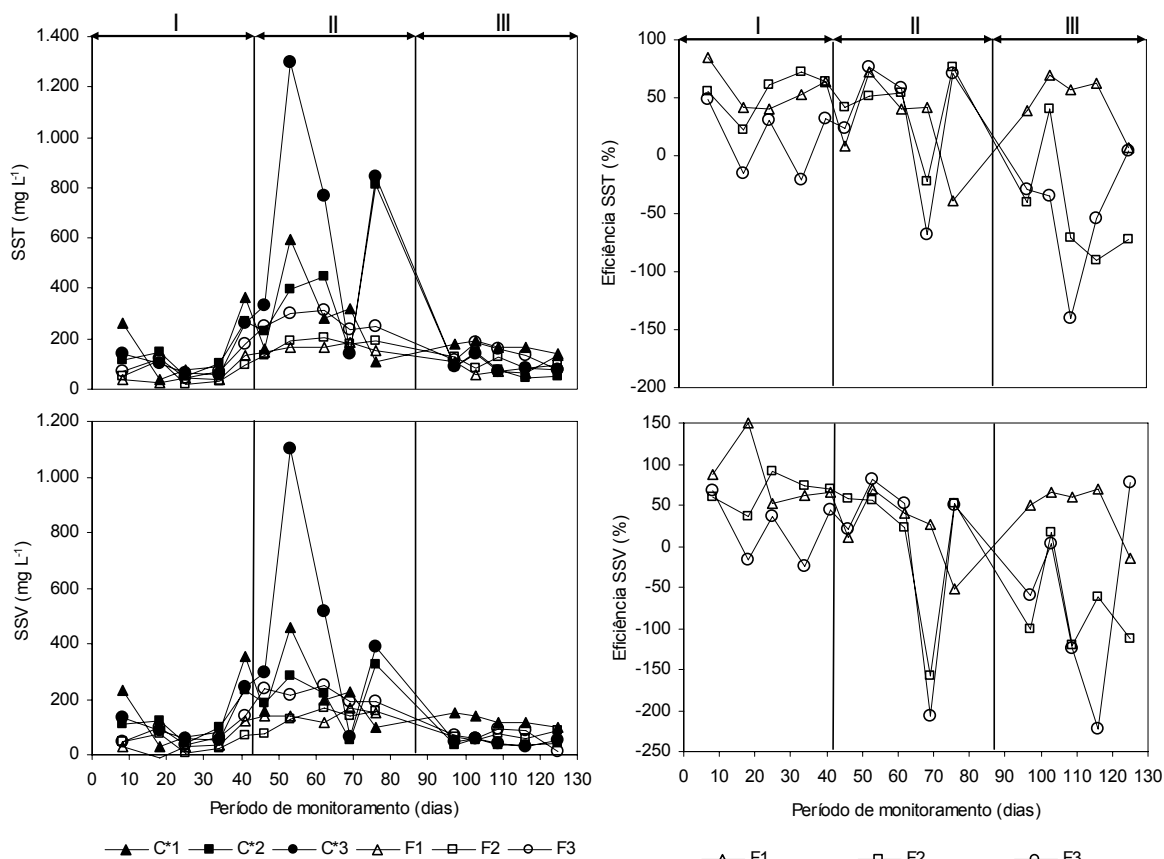 I II III
1.400
1.200
1.000
800
600
400
200
0
SST (mg L-1)
I II III
100
50
0
-50
-100
-150
-200
Eficiência SST (%)
1.200
1.000
800
600
400
200
0
SSV (mg L-1)
0 10 20 30 40 50 60 70 80 90 100 110 120 130
Período de monitoramento (dias)
C*1 C*2 C*3 F1 F2 F3
150
100
50
0
-50
-100
-150
-200
-250
Eficiência SSV (%)
0 10 20 30 40 50 60 70 80 90 100 110 120 130
Período de monitoramento (dias)
F1 F2 F3